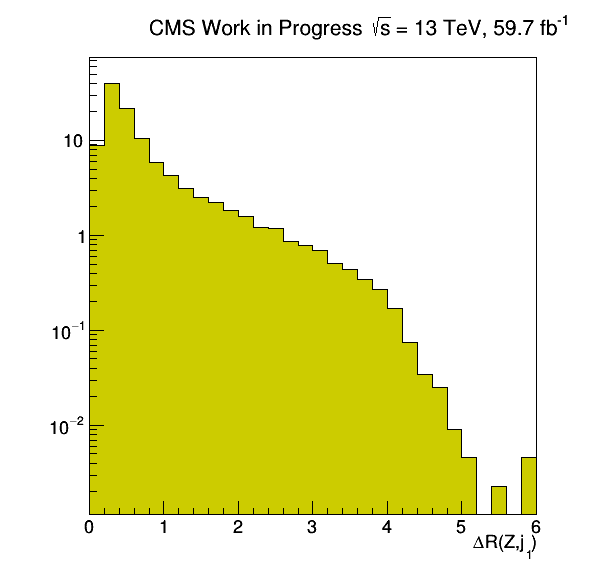 CMS Work in Progress √s = 13 TeV, 59.7 fb⁻¹
10
1
10⁻¹
10⁻²
0 1 2 3 4 5 6
ΔR(Z,j₁)